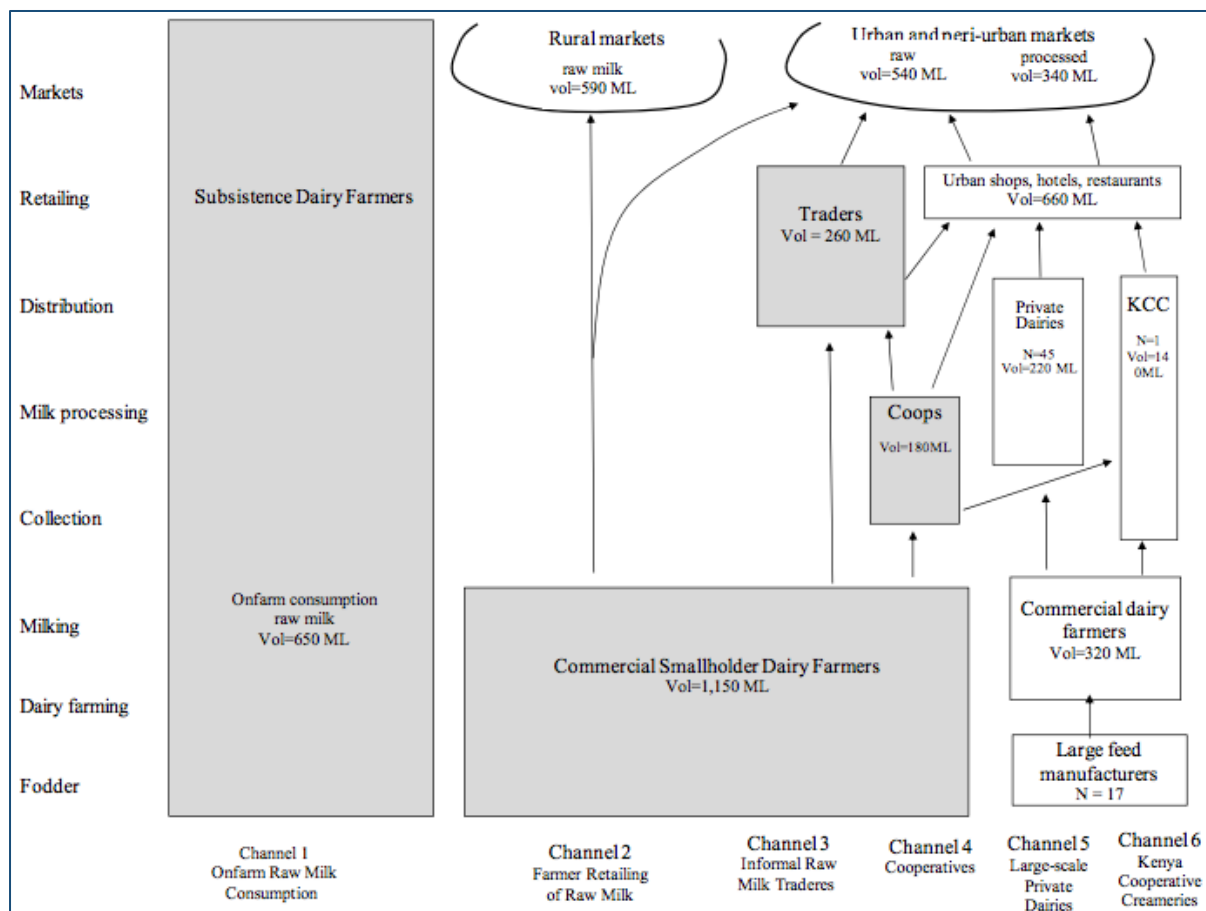 Markets
Retailing
Distribution
Milk processing
Collection
Milking
Dairy farming
Fodder
Subsistence Dairy Farmers
Onfarm consumption
raw milk
Vol=650 ML
Rural markets
raw milk
vol=590 ML
Urban and peri-urban markets
raw
vol=540 ML
processed
vol=340 ML
Traders
Vol = 260 ML
Urban shops, hotels, restaurants
Vol=660 ML
Private
Dairies
N=45
Vol=220 ML
KCC
N=1
Vol=14
0ML
Coops
Vol=180ML
Commercial Smallholder Dairy Farmers
Vol=1,150 ML
Commercial dairy
farmers
Vol=320 ML
Large feed
manufacturers
N = 17
Channel 1
Onfarm Raw Milk
Consumption
Channel 2
Farmer Retailing
of Raw Milk
Channel 3
Informal Raw
Milk Traderes
Channel 4
Cooperatives
Channel 5
Large-scale
Private
Dairies
Channel 6
Kenya
Cooperative
Creameries